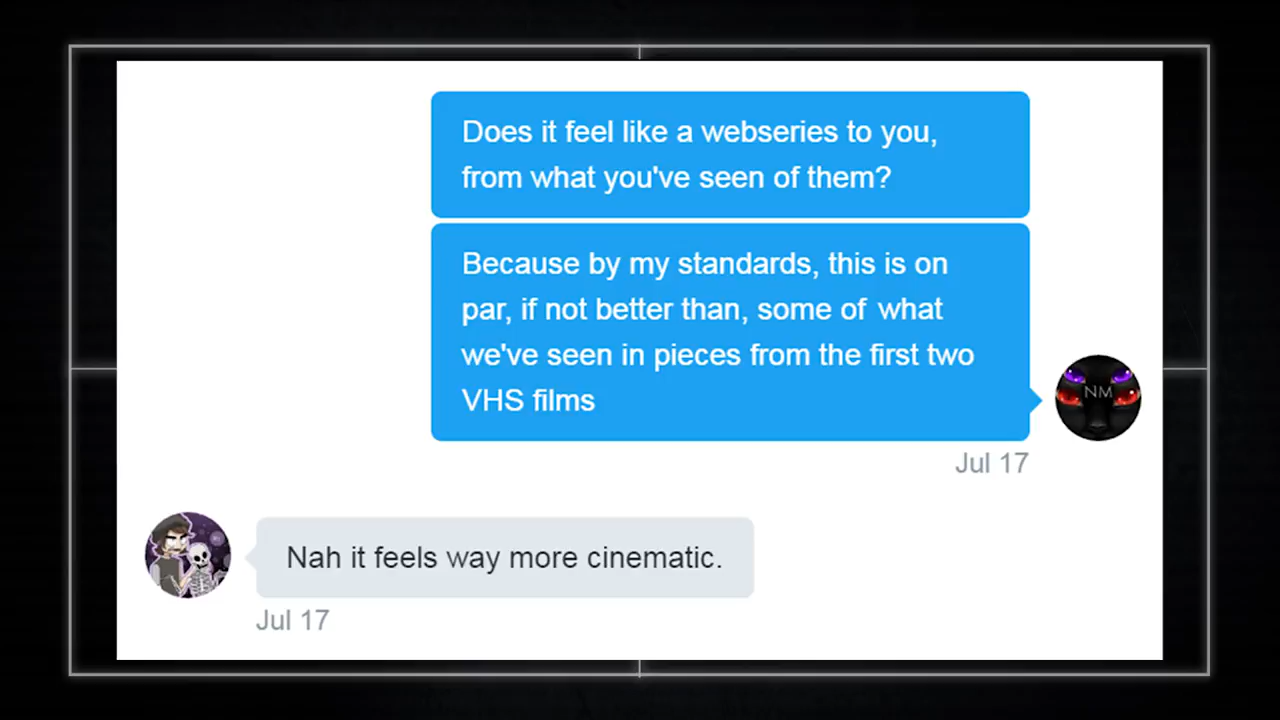 Does it feel like a webseries to you,
from what you've seen of them?
Because by my standards, this is on
par, if not better than, some of what
we've seen in pieces from the first two
VHS films
NM
Jul 17
Nah it feels way more cinematic.
Jul 17